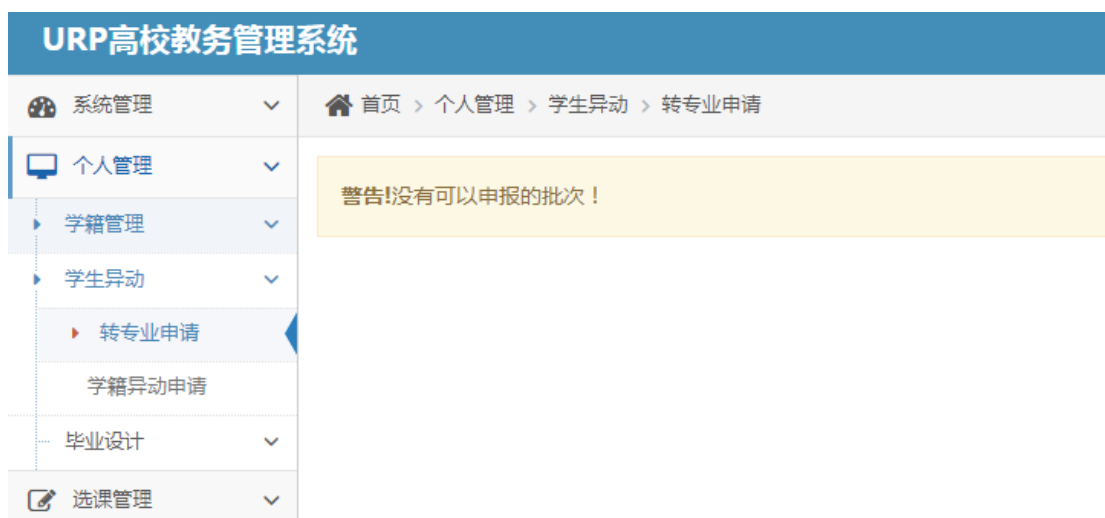 URP高校教务管理系统
系统管理
首页 > 个人管理 > 学生异动 > 转专业申请
个人管理
警告!没有可以申报的批次！
学籍管理
学生异动
转专业申请
学籍异动申请
毕业设计
选课管理